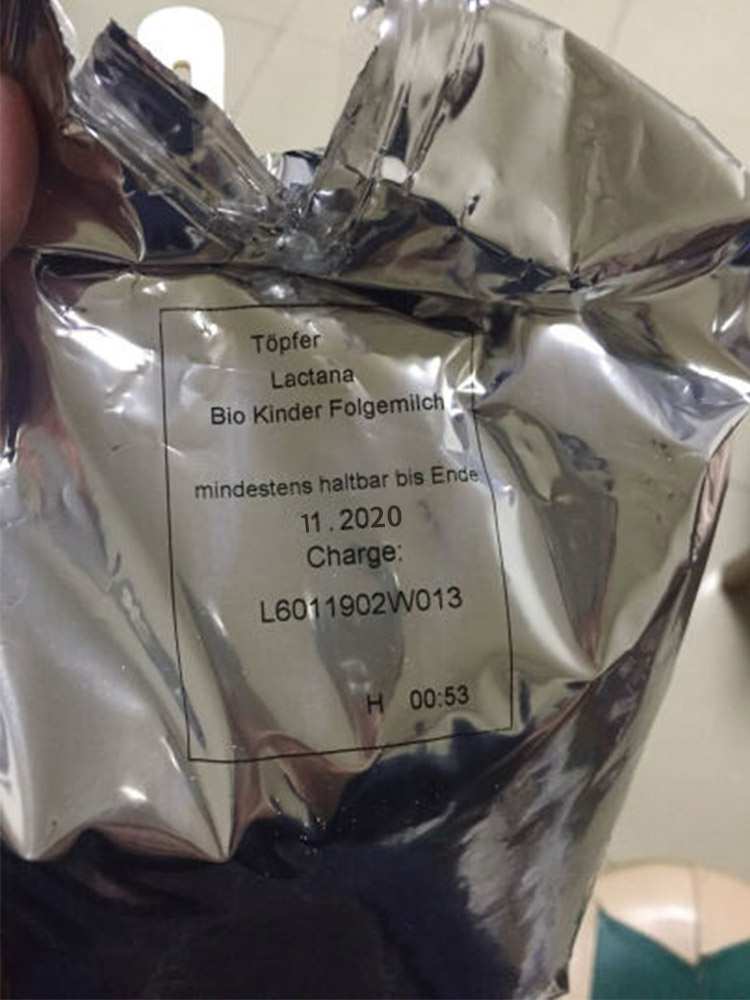 Töpfer
Lactana
Bio Kinder Folgemilch
mindestens haltbar bis Ende
11.2020
Charge:
L6011902W013
H 00:53